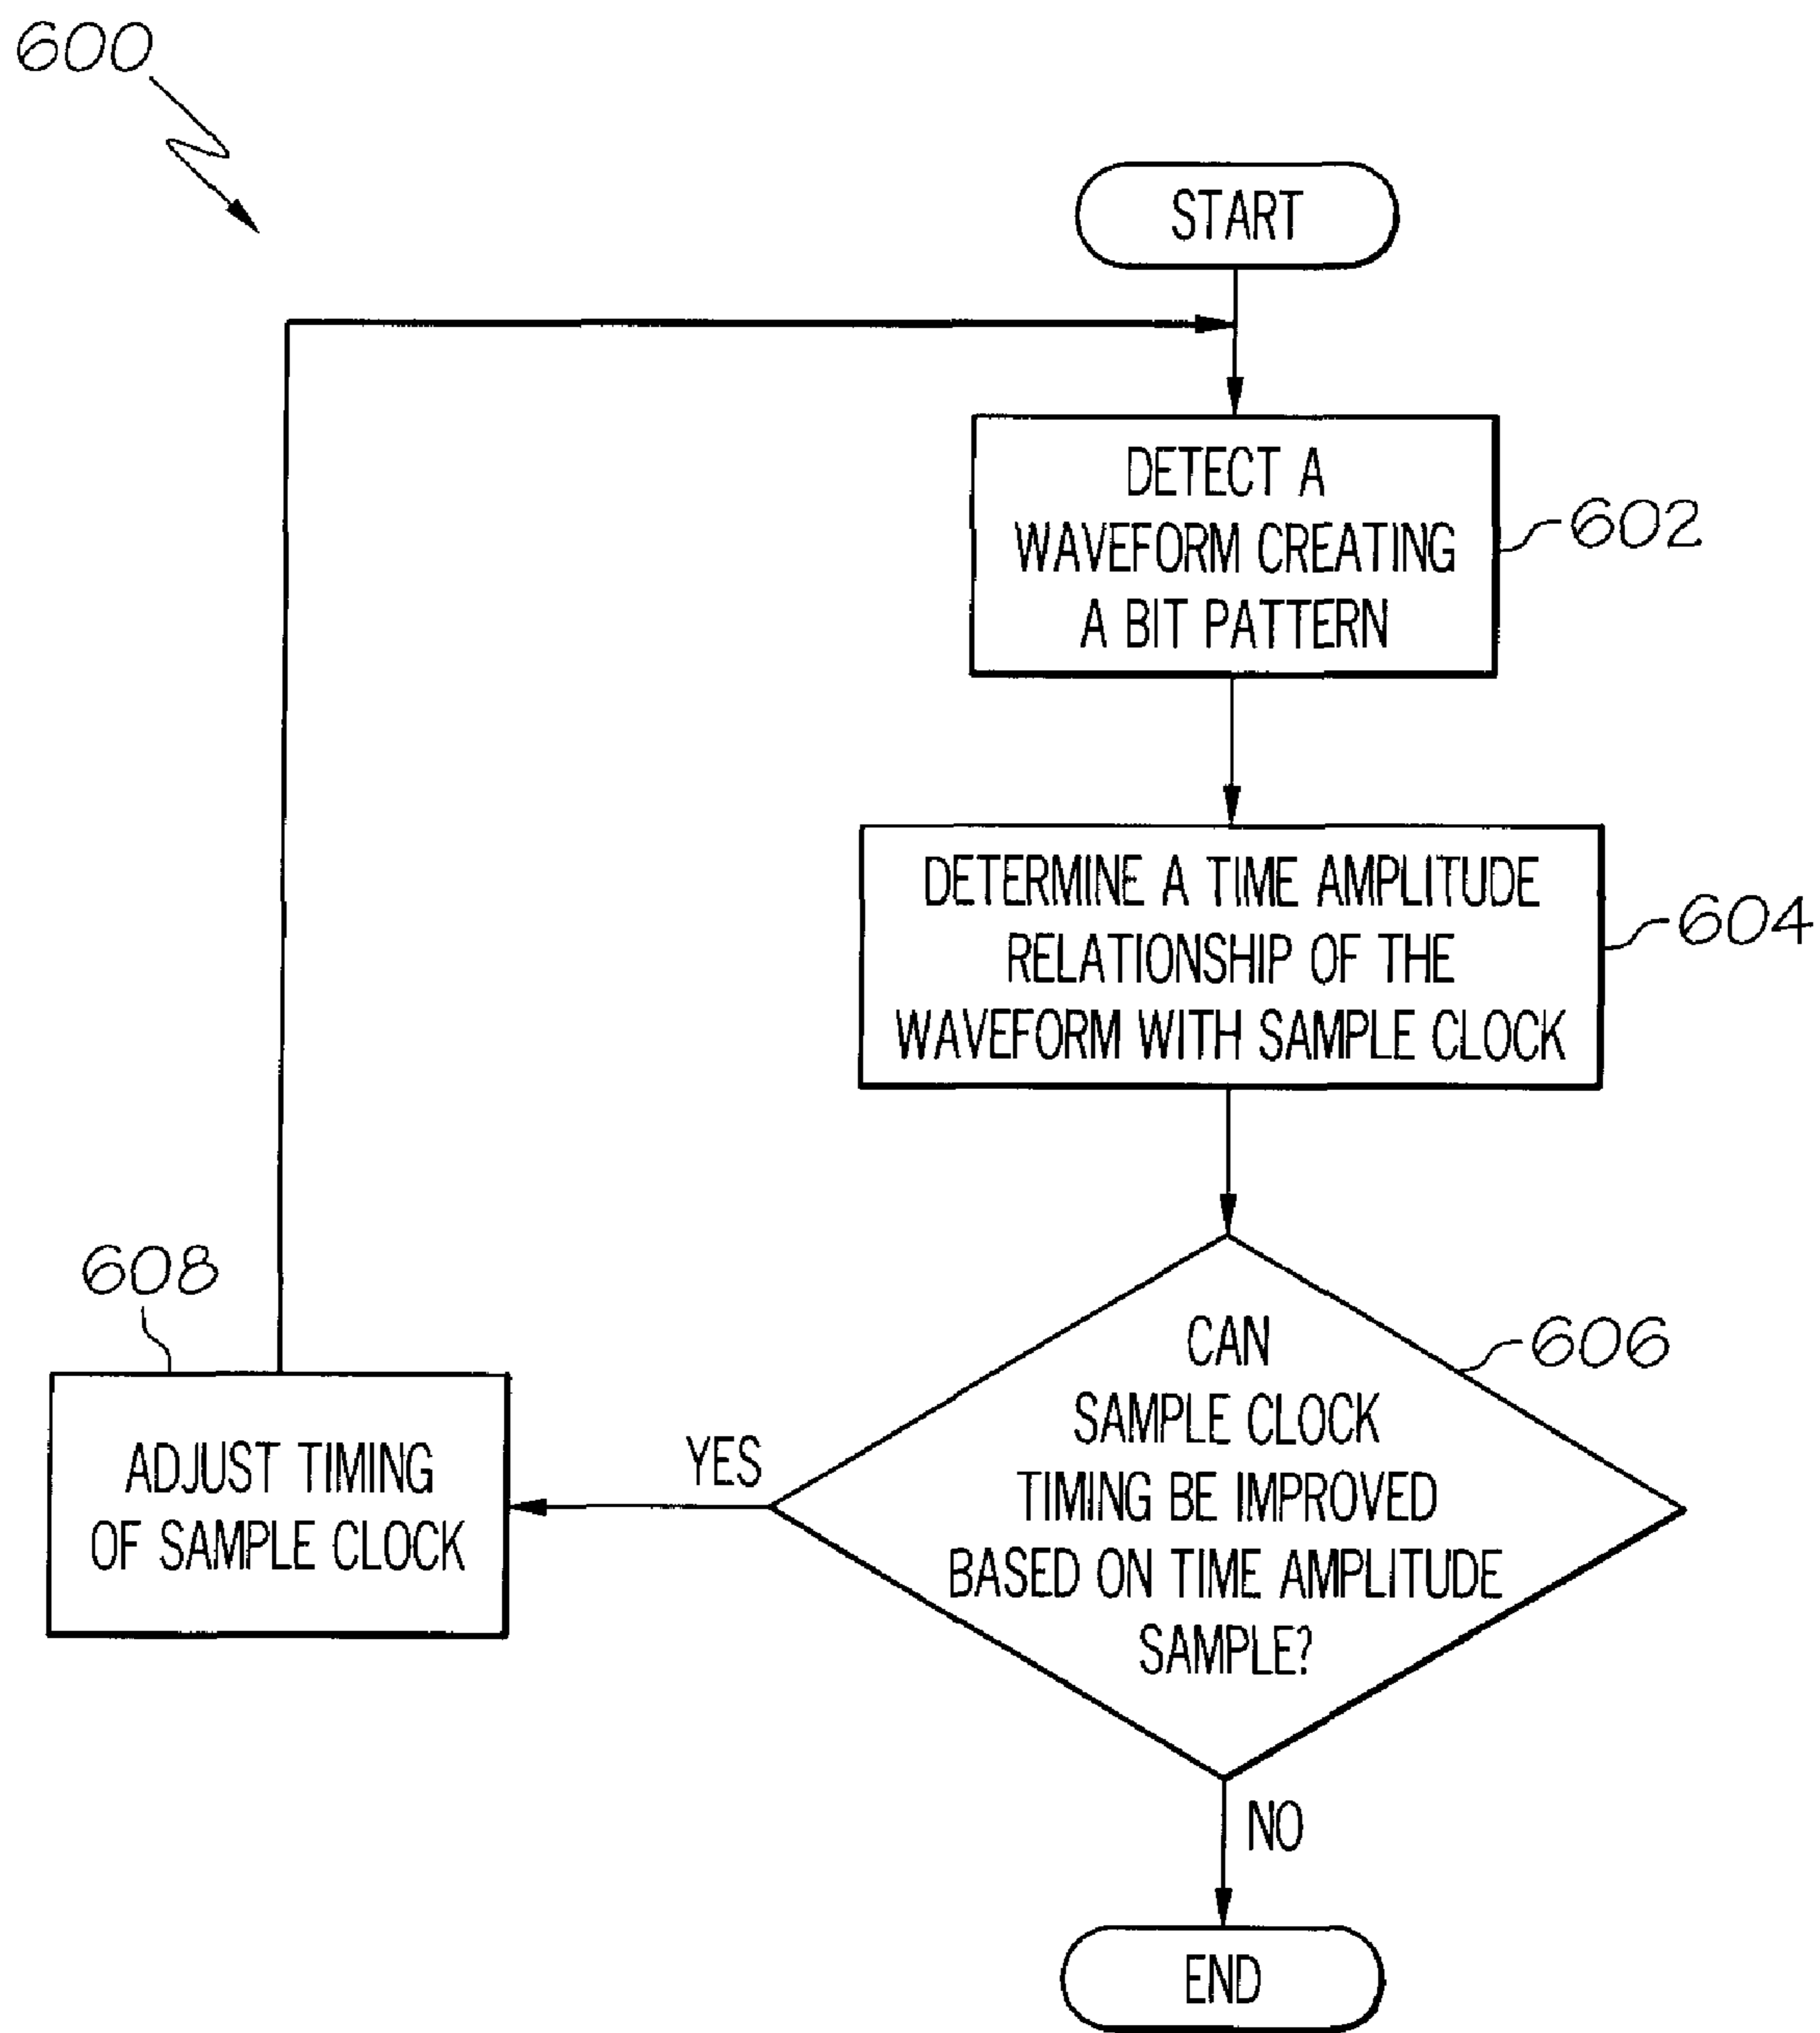 600
START
DETECT A
WAVEFORM CREATING
A BIT PATTERN
602
DETERMINE A TIME AMPLITUDE
RELATIONSHIP OF THE
WAVEFORM WITH SAMPLE CLOCK
604
608
ADJUST TIMING
OF SAMPLE CLOCK
YES
CAN
SAMPLE CLOCK
TIMING BE IMPROVED
BASED ON TIME AMPLITUDE
SAMPLE?
606
NO
END